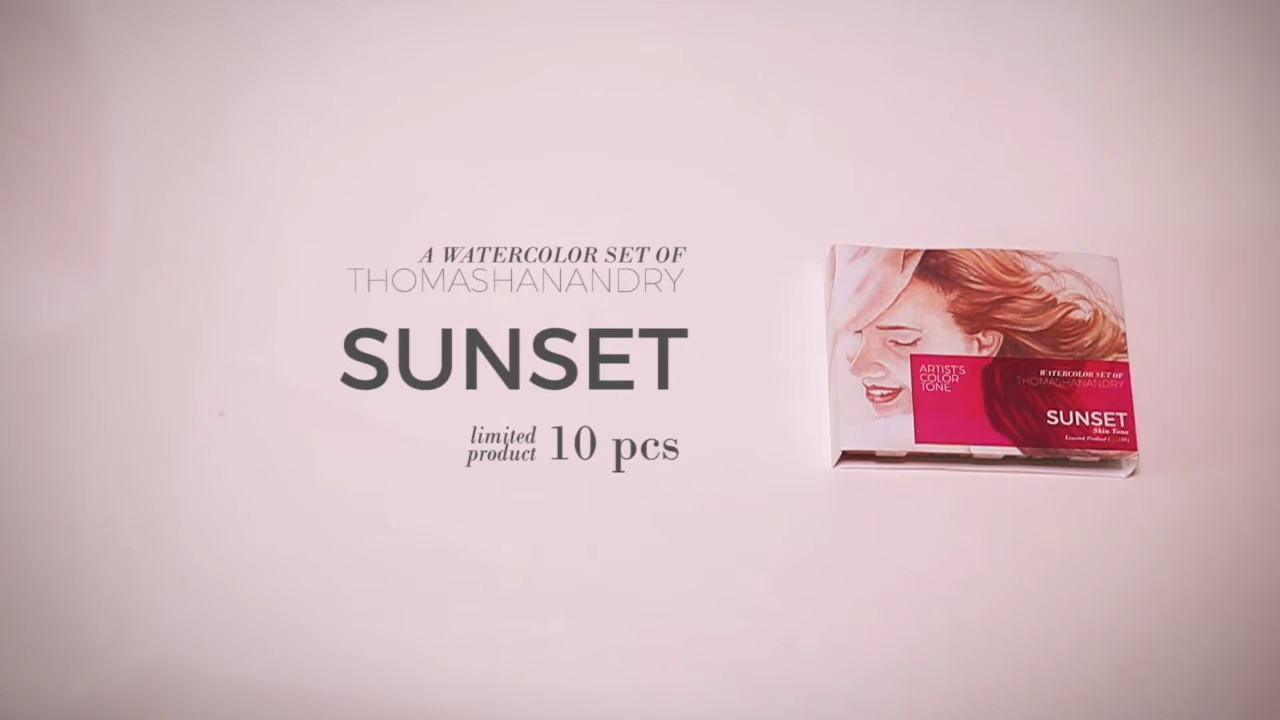 A WATERCOLOR SET OF
THOMASHANANDRY
SUNSET
limited
product
10 pcs
ARTIST'S
COLOR
TONE
WATERCOLOR SET OF
THOMASHANANDRY
SUNSET
Skin Tone
Limited Product